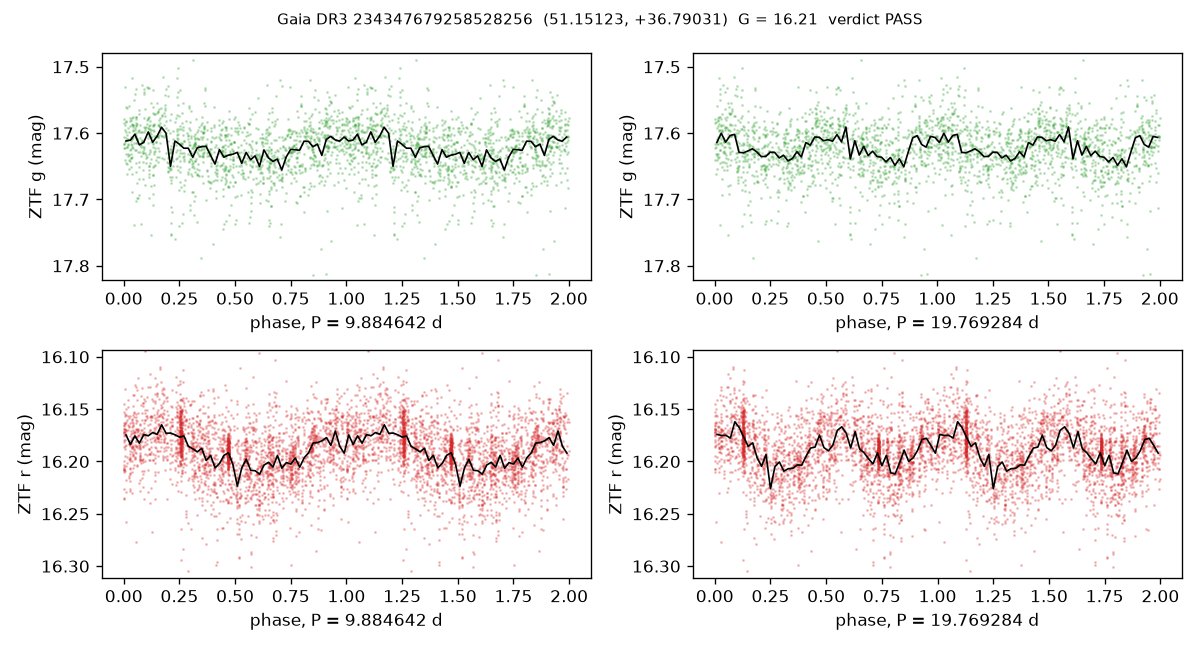 Gaia DR3 234347679258528256 (51.15123, +36.79031) G = 16.21 verdict PASS
ZTF g (mag)
17.5
17.6
17.7
17.8
0.00 0.25 0.50 0.75 1.00 1.25 1.50 1.75 2.00
phase, P = 9.884642 d
ZTF g (mag)
17.5
17.6
17.7
17.8
0.00 0.25 0.50 0.75 1.00 1.25 1.50 1.75 2.00
phase, P = 19.769284 d
ZTF r (mag)
16.10
16.15
16.20
16.25
16.30
0.00 0.25 0.50 0.75 1.00 1.25 1.50 1.75 2.00
phase, P = 9.884642 d
ZTF r (mag)
16.10
16.15
16.20
16.25
16.30
0.00 0.25 0.50 0.75 1.00 1.25 1.50 1.75 2.00
phase, P = 19.769284 d